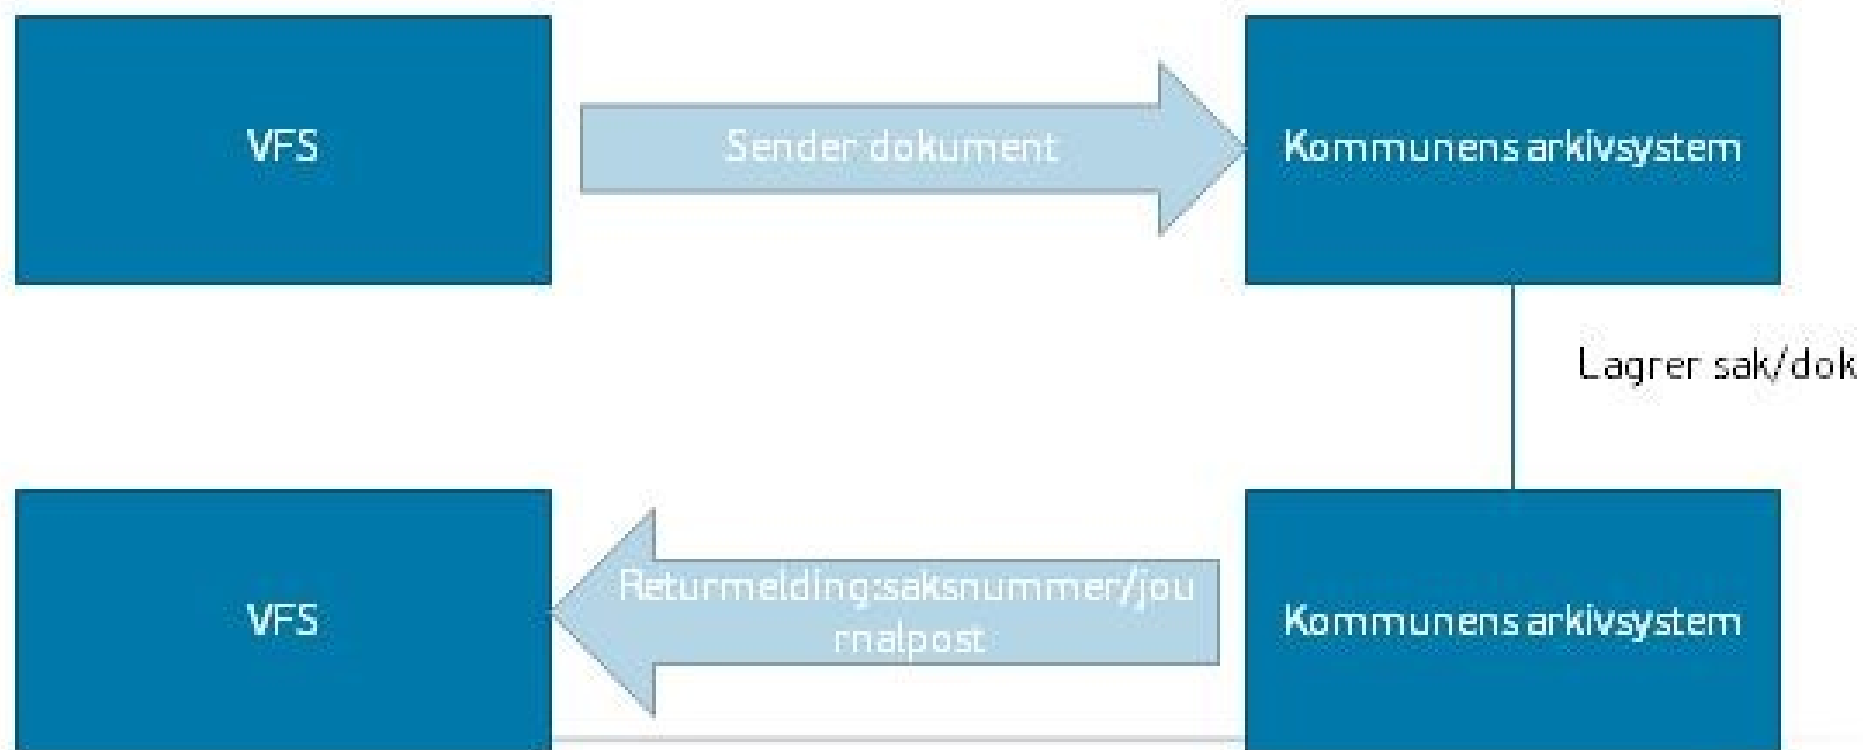 VFS
Sender dokument
Kommunens arkivsystem
Lagrer sak/dok
VFS
Returmelding:saksnummer/jou
rnalpost
Kommunens arkivsystem